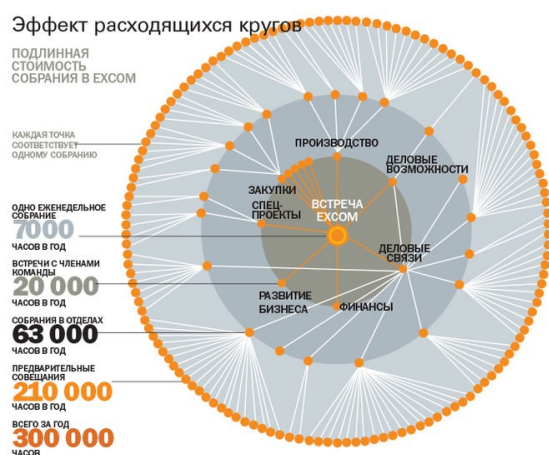 Эффект расходящихся кругов
ПОДЛИННАЯ
СТОИМОСТЬ
СОБРАНИЯ В EXCOM
КАЖДАЯ ТОЧКА
СООТВЕТСТВУЕТ
ОДНОМУ СОБРАНИЮ
ПРОИЗВОДСТВО
ДЕЛОВЫЕ
ВОЗМОЖНОСТИ
ЗАКУПКИ
СПЕЦ-
ПРОЕКТЫ
ВСТРЕЧА
EXCOM
ДЕЛОВЫЕ
СВЯЗИ
РАЗВИТИЕ
БИЗНЕСА
ФИНАНСЫ
ОДНО ЕЖЕНЕДЕЛЬНОЕ
СОБРАНИЕ
7000
ЧАСОВ В ГОД
ВСТРЕЧИ С ЧЛЕНАМИ
КОМАНДЫ
20 000
ЧАСОВ В ГОД
СОБРАНИЯ В ОТДЕЛАХ
63 000
ЧАСОВ В ГОД
ПРЕДВАРИТЕЛЬНЫЕ
СОВЕЩАНИЯ
210 000
ЧАСОВ В ГОД
ВСЕГО ЗА ГОД
300 000
ЧАСОВ